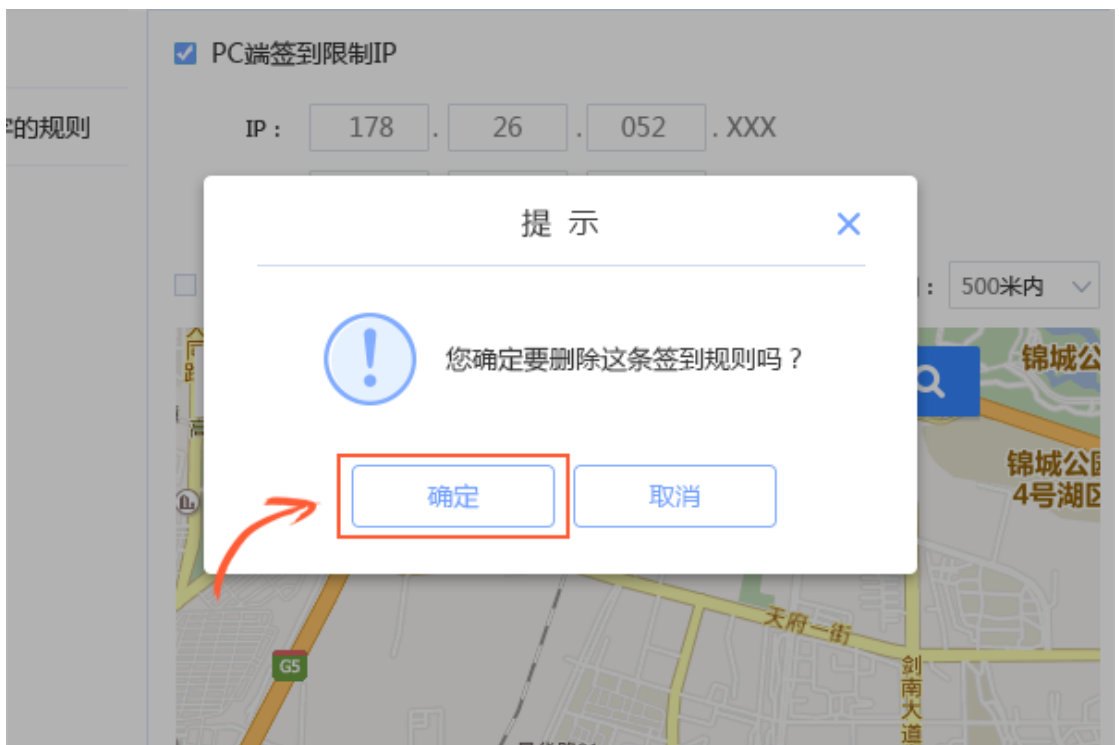 PC端签到限制IP
的规则
IP： 178 . 26 . 052 . XXX
提 示
： 500米内
您确定要删除这条签到规则吗？
锦城公
锦城公园
4号湖区
高
确定
取消
天府一街
G5
剑南大道